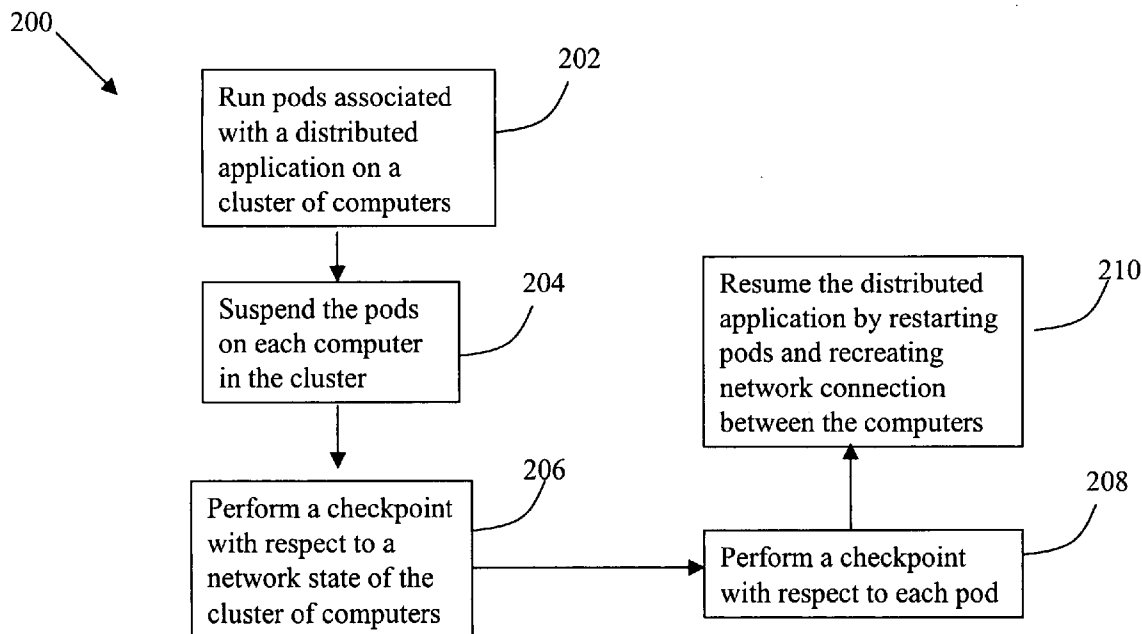 200
202
Run pods associated
with a distributed
application on a
cluster of computers
204
Suspend the pods
on each computer
in the cluster
206
Perform a checkpoint
with respect to a
network state of the
cluster of computers
208
Perform a checkpoint
with respect to each pod
210
Resume the distributed
application by restarting
pods and recreating
network connection
between the computers